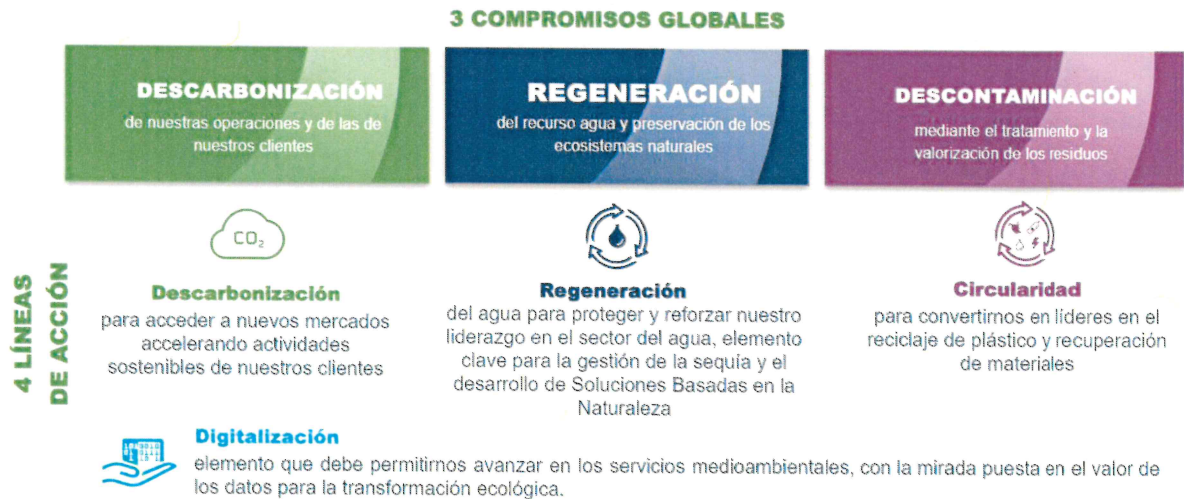 3 COMPROMISOS GLOBALES
DESCARBONIZACIÓN
de nuestras operaciones y de las de
nuestros clientes
REGENERACIÓN
del recurso agua y preservación de los
ecosistemas naturales
DESCONTAMINACIÓN
mediante el tratamiento y la
valorización de los residuos
4 LÍNEAS
DE ACCIÓN
CO₂
Descarbonización
para acceder a nuevos mercados
accelerando actividades
sostenibles de nuestros clientes
Regeneración
del agua para proteger y reforzar nuestro
liderazgo en el sector del agua, elemento
clave para la gestión de la sequía y el
desarrollo de Soluciones Basadas en la
Naturaleza
Circularidad
para convertirnos en líderes en el
reciclaje de plástico y recuperación
de materiales
Digitalización
elemento que debe permitirnos avanzar en los servicios medioambientales, con la mirada puesta en el valor de
los datos para la transformación ecológica.